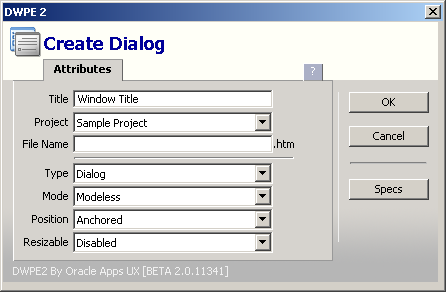 DWPE 2
Create Dialog
Attributes
?
Title Window Title
Project Sample Project
File Name .htm
Type Dialog
Mode Modeless
Position Anchored
Resizable Disabled
OK
Cancel
Specs
DWPE2 By Oracle Apps UX [BETA 2.0.11341]